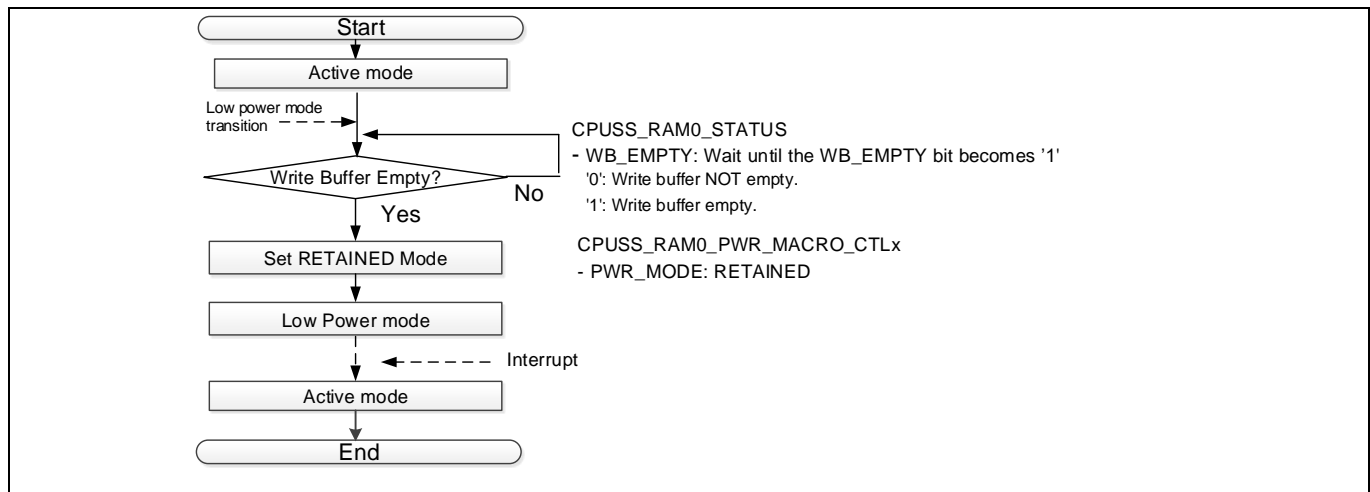 Start
Active mode
Low power mode
transition
CPUSS_RAM0_STATUS
- WB_EMPTY: Wait until the WB_EMPTY bit becomes '1'
'0': Write buffer NOT empty.
'1': Write buffer empty.
Write Buffer Empty?
No
Yes
CPUSS_RAM0_PWR_MACRO_CTLx
- PWR_MODE: RETAINED
Set RETAINED Mode
Low Power mode
Interrupt
Active mode
End